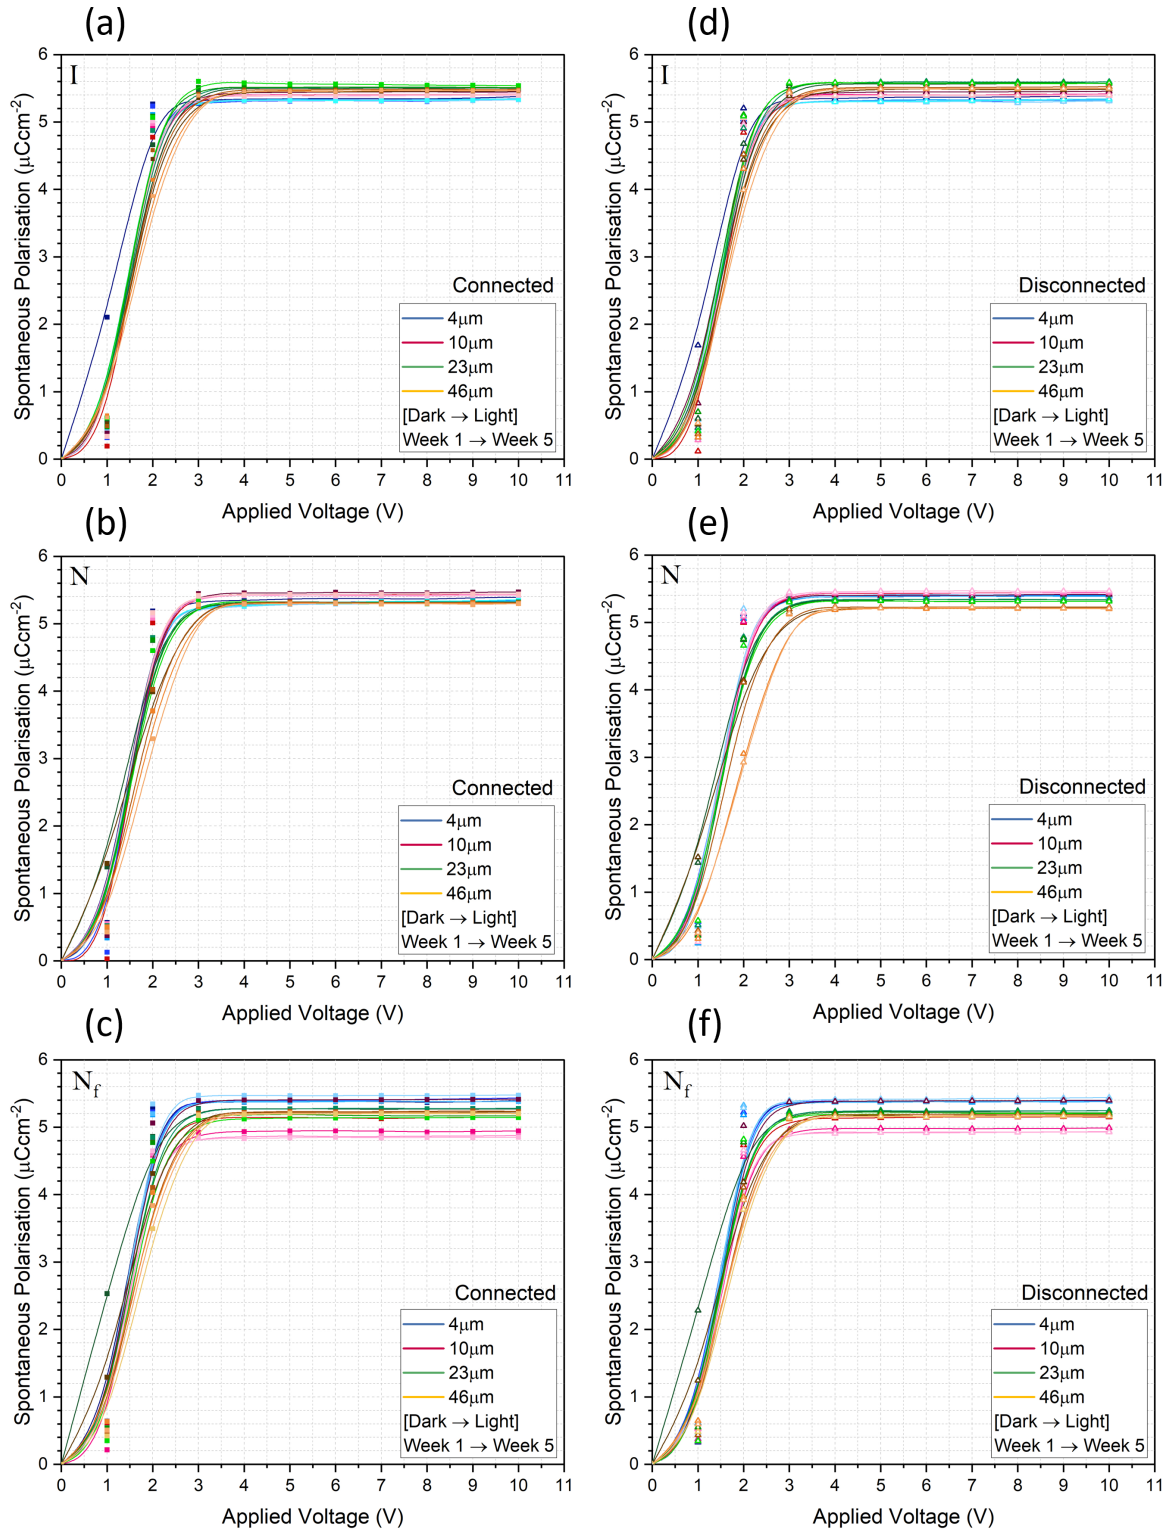 (a)
I
Spontaneous Polarisation (μCcm-2)
6
5
4
3
2
1
0
Connected
4μm
10μm
23μm
46μm
[Dark → Light]
Week 1 → Week 5
0 1 2 3 4 5 6 7 8 9 10 11
Applied Voltage (V)
(d)
I
Spontaneous Polarisation (μCcm-2)
6
5
4
3
2
1
0
Disconnected
4μm
10μm
23μm
46μm
[Dark → Light]
Week 1 → Week 5
0 1 2 3 4 5 6 7 8 9 10 11
Applied Voltage (V)
(b)
N
Spontaneous Polarisation (μCcm-2)
6
5
4
3
2
1
0
Connected
4μm
10μm
23μm
46μm
[Dark → Light]
Week 1 → Week 5
0 1 2 3 4 5 6 7 8 9 10 11
Applied Voltage (V)
(e)
N
Spontaneous Polarisation (μCcm-2)
6
5
4
3
2
1
0
Disconnected
4μm
10μm
23μm
46μm
[Dark → Light]
Week 1 → Week 5
0 1 2 3 4 5 6 7 8 9 10 11
Applied Voltage (V)
(c)
Nf
Spontaneous Polarisation (μCcm-2)
6
5
4
3
2
1
0
Connected
4μm
10μm
23μm
46μm
[Dark → Light]
Week 1 → Week 5
0 1 2 3 4 5 6 7 8 9 10 11
Applied Voltage (V)
(f)
Nf
Spontaneous Polarisation (μCcm-2)
6
5
4
3
2
1
0
Disconnected
4μm
10μm
23μm
46μm
[Dark → Light]
Week 1 → Week 5
0 1 2 3 4 5 6 7 8 9 10 11
Applied Voltage (V)